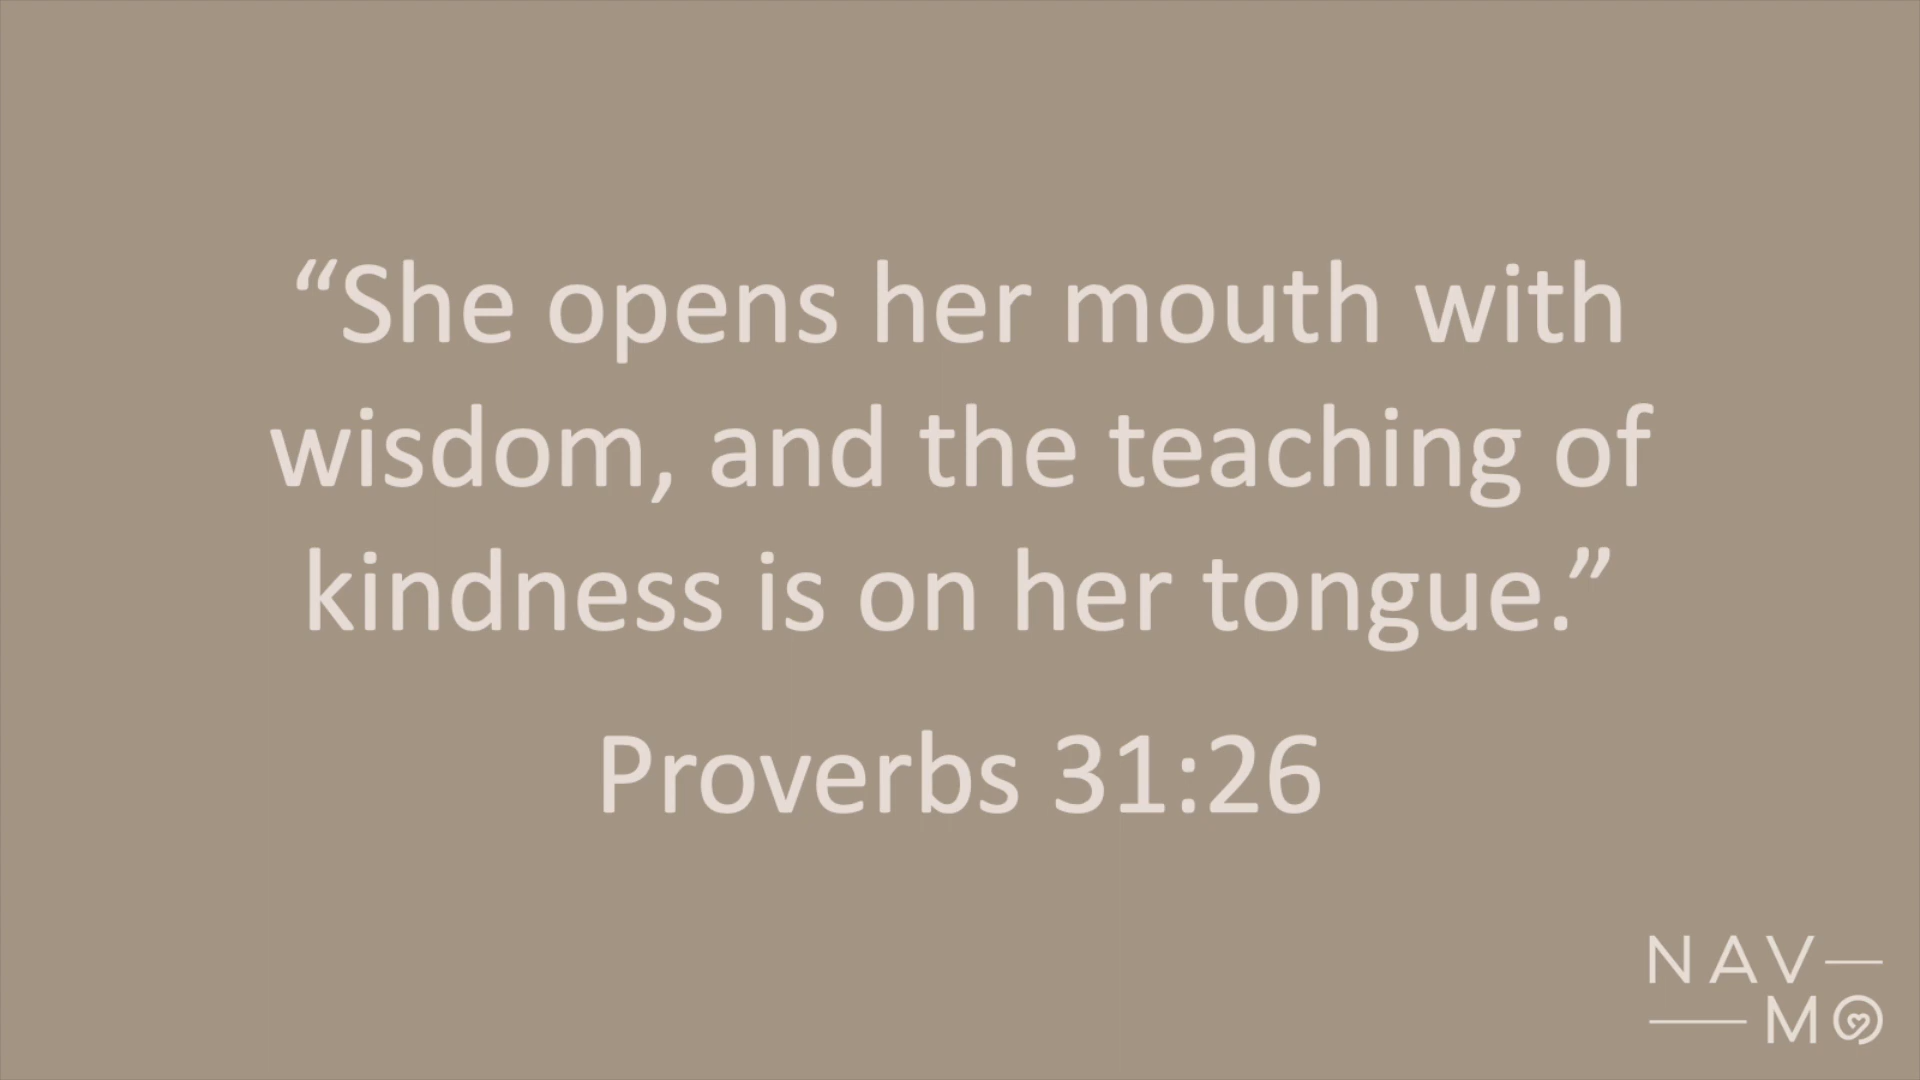 “She opens her mouth with
wisdom, and the teaching of
kindness is on her tongue.”
Proverbs 31:26
NAV
MO